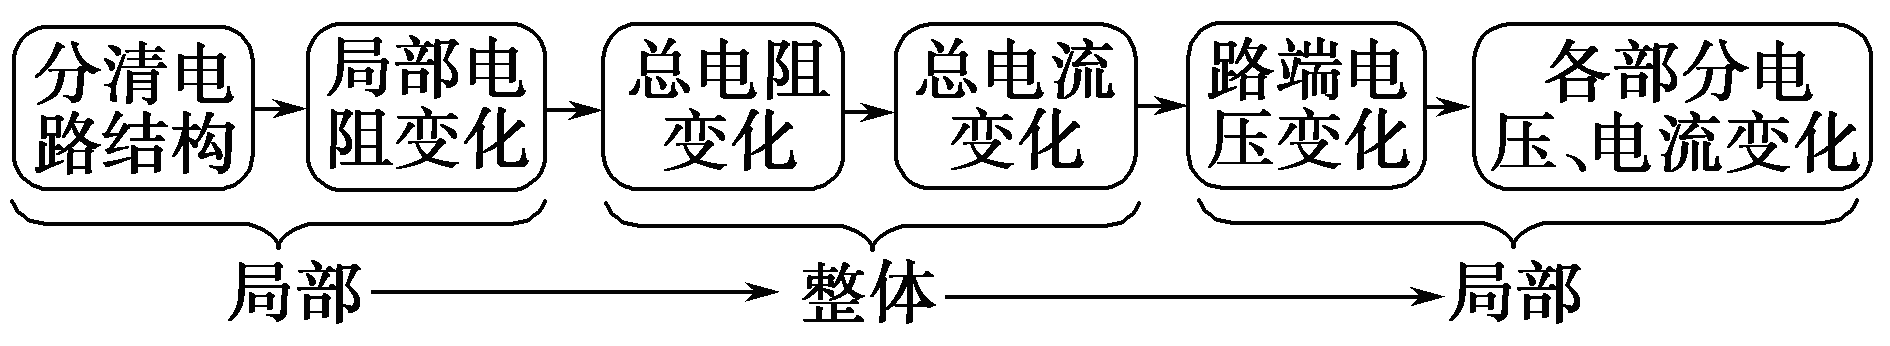 分清电
路结构
局部电
阻变化
总电阻
变化
总电流
变化
路端电
压变化
各部分电
压、电流变化
局部
整体
局部